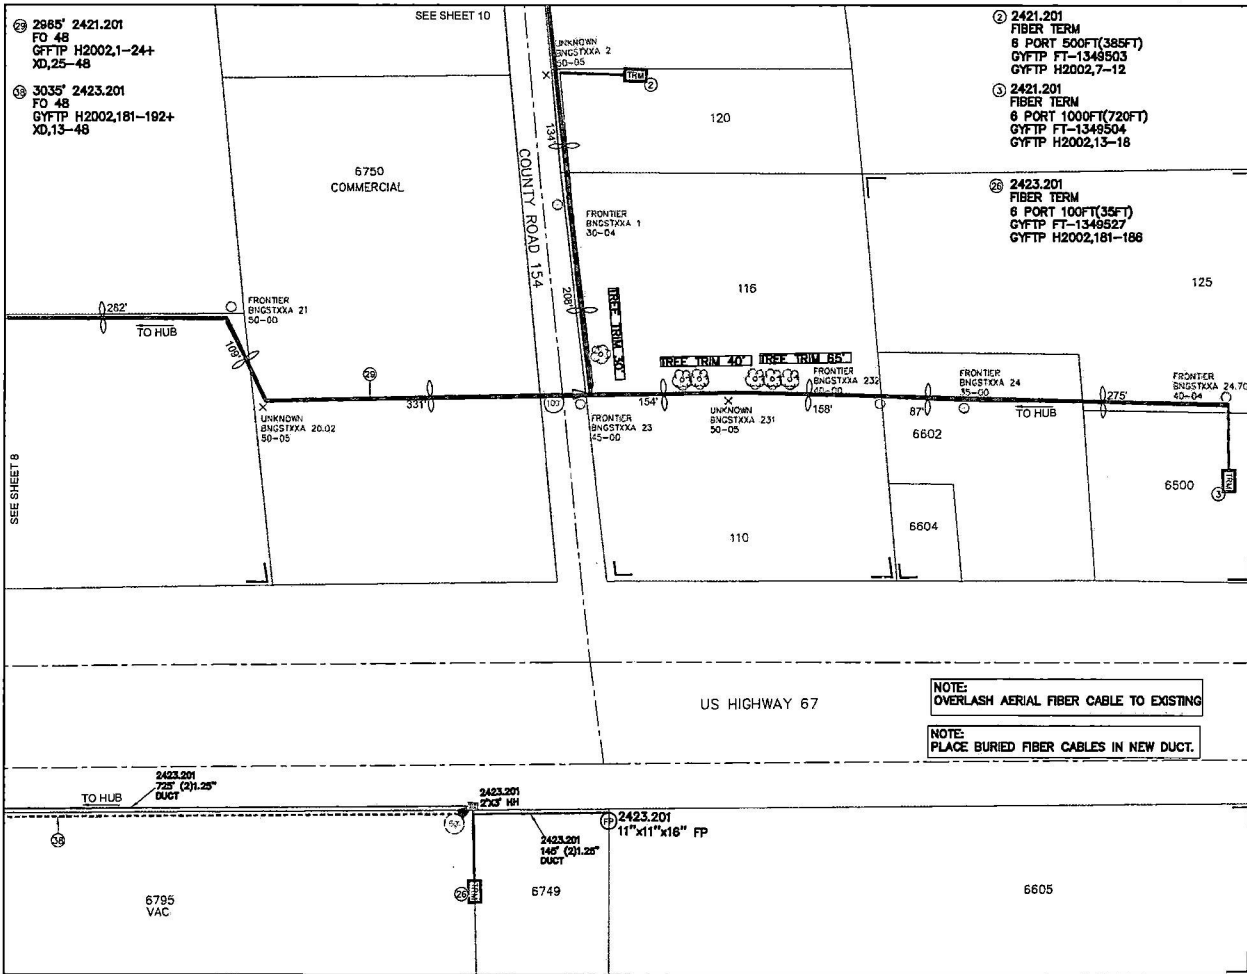 29 2965' 2421.201
FO 48
GFFTP H2002,1-24+
XD,25-48
38 3035' 2423.201
FO 48
GYFTP H2002,181-192+
XD,13-48
SEE SHEET 10
UNKNOWN
BNGSTXXA 2
50-05
TRM
2
2 2421.201
FIBER TERM
6 PORT 500FT(385FT)
GYFTP FT-1349503
GYFTP H2002,7-12
3 2421.201
FIBER TERM
6 PORT 1000FT(720FT)
GYFTP FT-1349504
GYFTP H2002,13-18
26 2423.201
FIBER TERM
6 PORT 100FT(35FT)
GYFTP FT-1349527
GYFTP H2002,181-186
134'
120
6750
COMMERCIAL
COUNTY ROAD 154
FRONTIER
BNGSTXXA 1
30-04
208'
116
125
262'
TO HUB
FRONTIER
BNGSTXXA 21
50-00
109'
TREE TRIM 30'
TREE TRIM 40'
TREE TRIM 65'
29
331'
UNKNOWN
BNGSTXXA 20.02
50-05
FRONTIER
BNGSTXXA 23
45-00
154'
UNKNOWN
BNGSTXXA 231
50-05
FRONTIER
BNGSTXXA 232
40-00
158'
87'
FRONTIER
BNGSTXXA 24
35-00
TO HUB
275'
FRONTIER
BNGSTXXA 24.70
40-04
TRM
3
6602
6500
6604
110
SEE SHEET 8
US HIGHWAY 67
NOTE:
OVERLASH AERIAL FIBER CABLE TO EXISTING
NOTE:
PLACE BURIED FIBER CABLES IN NEW DUCT.
TO HUB
2423.201
725' (2)1.25"
DUCT
38
2423.201
2'X3' HH
2423.201
145' (2)1.25"
DUCT
FP
2423.201
11"x11"x16" FP
26
TRM
6795
VAC
6749
6605